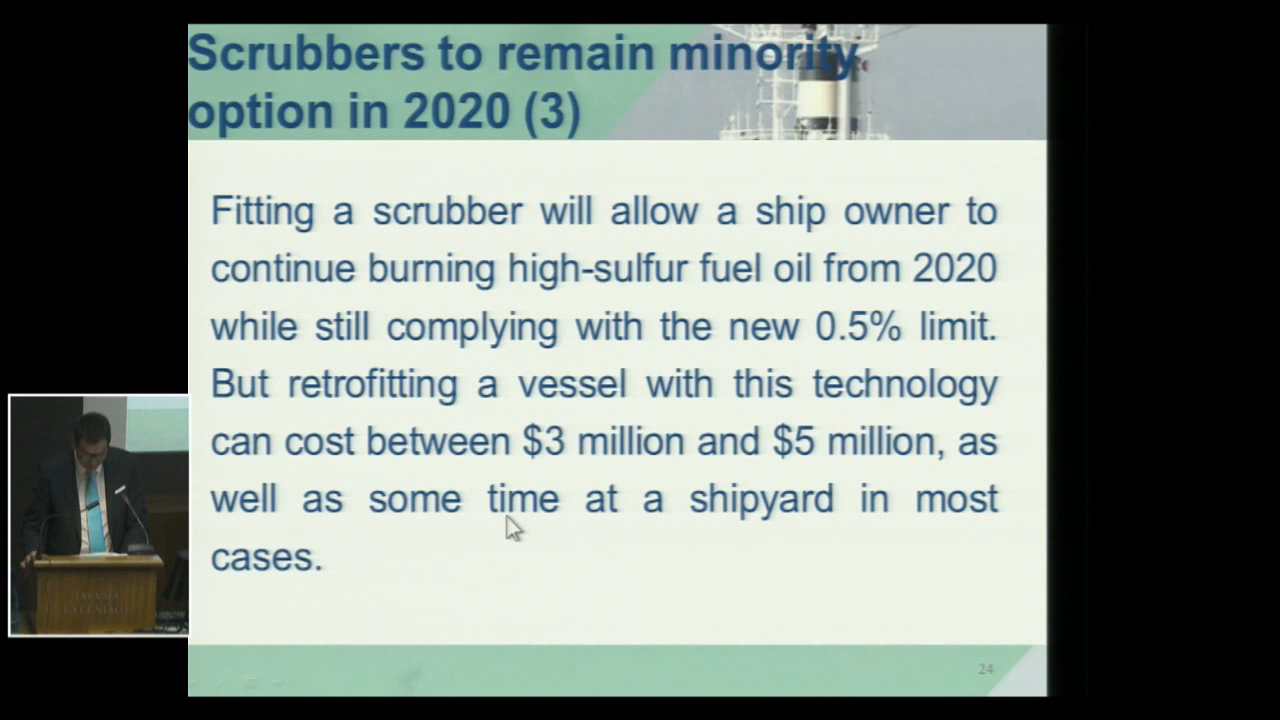 Scrubbers to remain minority
option in 2020 (3)
Fitting a scrubber will allow a ship owner to
continue burning high-sulfur fuel oil from 2020
while still complying with the new 0.5% limit.
But retrofitting a vessel with this technology
can cost between $3 million and $5 million, as
well as some time at a shipyard in most
cases.
24